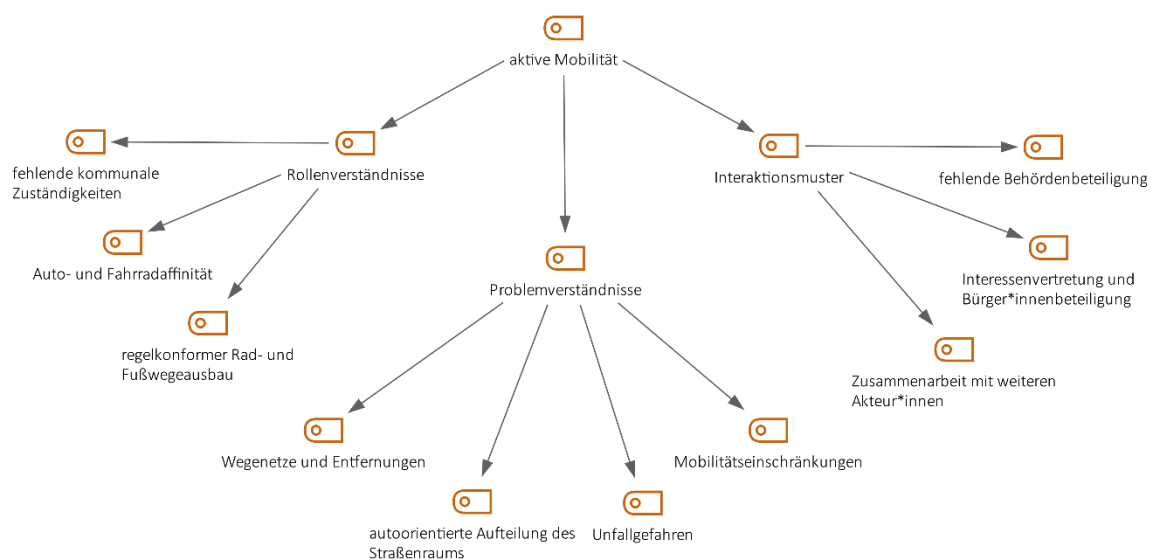 aktive Mobilität
fehlende kommunale
Zuständigkeiten
Rollenverständnisse
Interaktionsmuster
fehlende Behördenbeteiligung
Auto- und Fahrradaffinität
Problemverständnisse
Interessenvertretung und
Bürger*innenbeteiligung
regelkonformer Rad- und
Fußwegeausbau
Zusammenarbeit mit weiteren
Akteur*innen
Wegenetze und Entfernungen
Mobilitätseinschränkungen
autoorientierte Aufteilung des
Straßenraums
Unfallgefahren